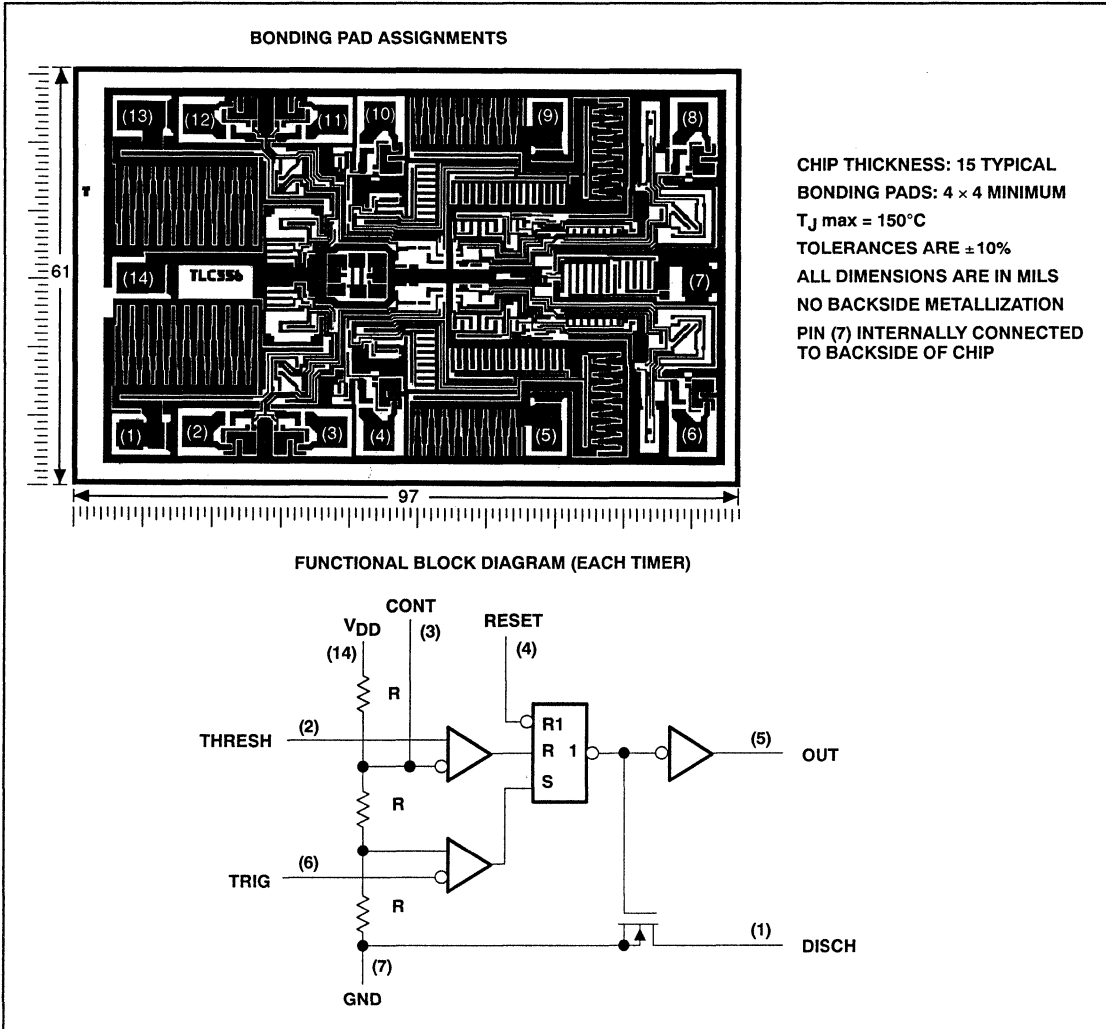 BONDING PAD ASSIGNMENTS
(13)
(12)
(11)
(10)
(9)
(8)
T
61
(14)
TLC556
(7)
(1)
(2)
(3)
(4)
(5)
(6)
97
CHIP THICKNESS: 15 TYPICAL
BONDING PADS: 4 × 4 MINIMUM
TJ max = 150°C
TOLERANCES ARE ±10%
ALL DIMENSIONS ARE IN MILS
NO BACKSIDE METALLIZATION
PIN (7) INTERNALLY CONNECTED
TO BACKSIDE OF CHIP
FUNCTIONAL BLOCK DIAGRAM (EACH TIMER)
CONT
VDD
(3)
RESET
(14)
(4)
R
THRESH
(2)
R1
R 1
S
(5)
OUT
R
(6)
TRIG
R
(1)
DISCH
(7)
GND